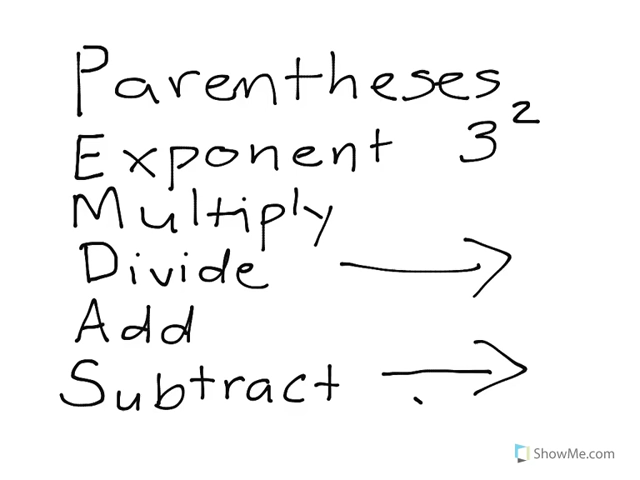 Parentheses
Exponent 3²
Multiply
Divide →
Add
Subtract →
ShowMe.com